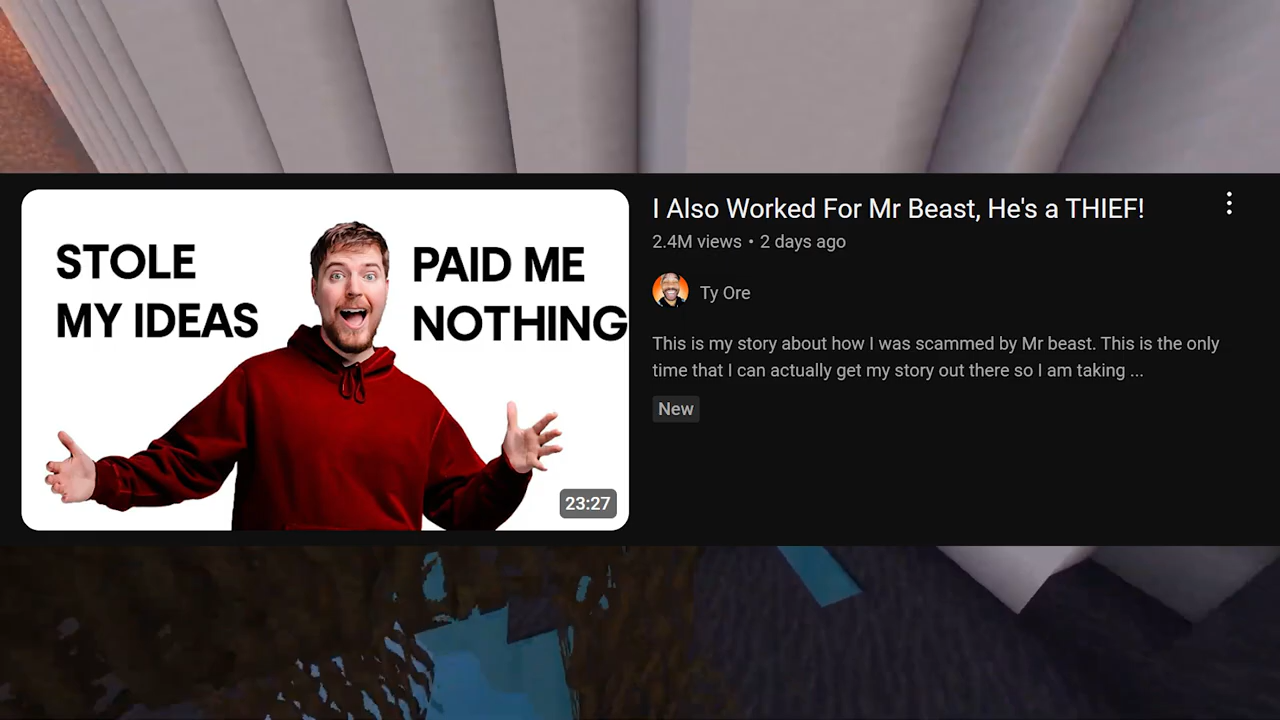 STOLE
MY IDEAS
PAID ME
NOTHING
23:27
I Also Worked For Mr Beast, He's a THIEF!
2.4M views • 2 days ago
Ty Ore
This is my story about how I was scammed by Mr beast. This is the only
time that I can actually get my story out there so I am taking ...
New